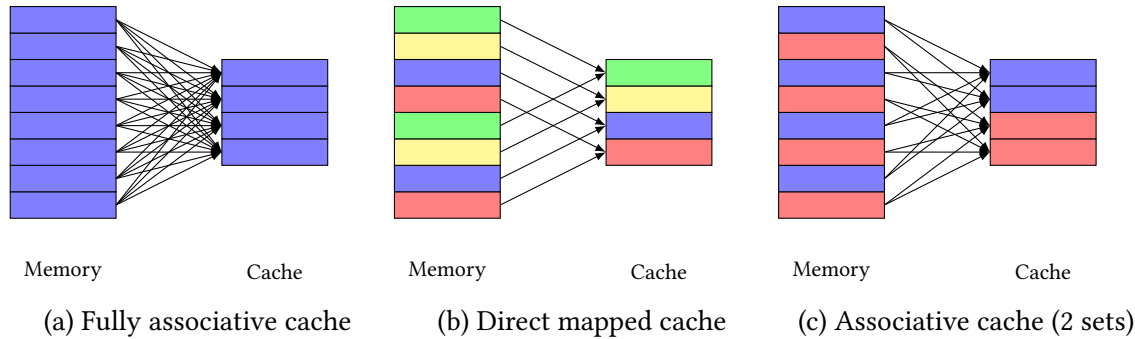 Memory
Cache
(a) Fully associative cache
Memory
Cache
(b) Direct mapped cache
Memory
Cache
(c) Associative cache (2 sets)